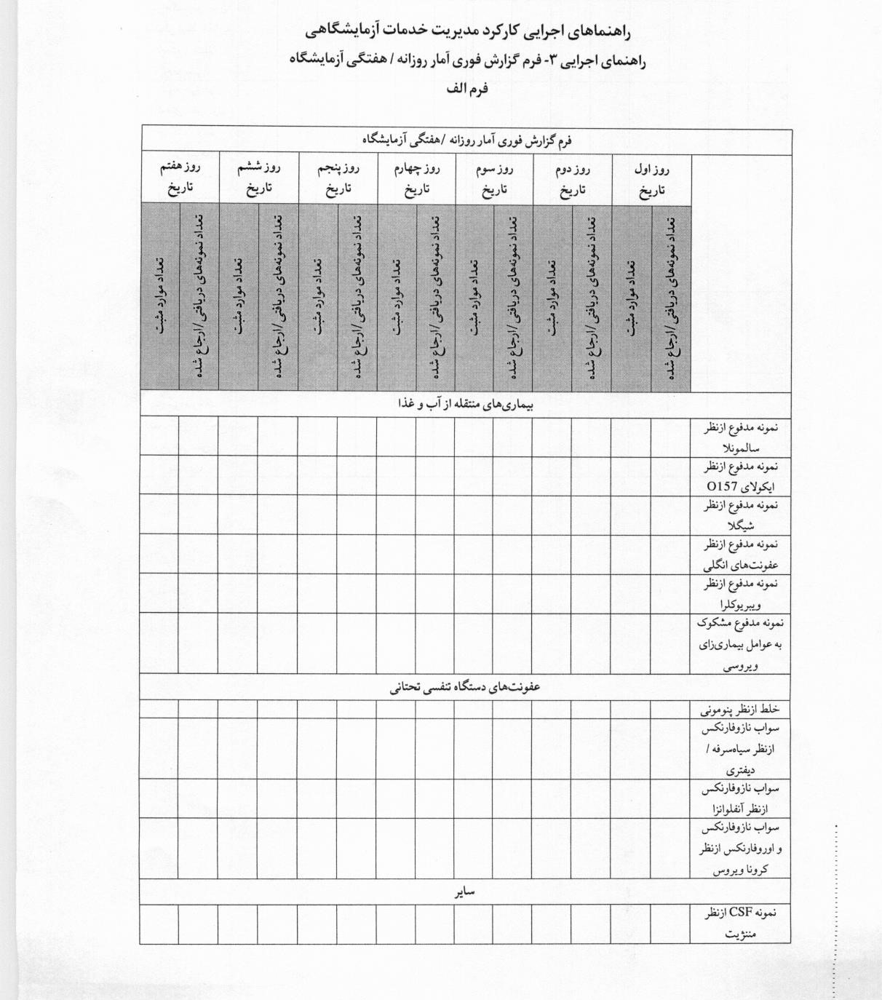 راهنماهای اجرایی کارکرد مدیریت خدمات آزمایشگاهی
راهنمای اجرایی ۳- فرم گزارش فوری آمار روزانه / هفتگی آزمایشگاه
فرم الف
فرم گزارش فوری آمار روزانه /هفتگی آزمایشگاه
روز اول
تاریخ
روز دوم
تاریخ
روز سوم
تاریخ
روز چهارم
تاریخ
روز پنجم
تاریخ
روز ششم
تاریخ
روز هفتم
تاریخ
تعداد نمونه‌های دریافتی/ارجاع شده
تعداد موارد مثبت
تعداد نمونه‌های دریافتی/ارجاع شده
تعداد موارد مثبت
تعداد نمونه‌های دریافتی/ارجاع شده
تعداد موارد مثبت
تعداد نمونه‌های دریافتی/ارجاع شده
تعداد موارد مثبت
تعداد نمونه‌های دریافتی/ارجاع شده
تعداد موارد مثبت
تعداد نمونه‌های دریافتی/ارجاع شده
تعداد موارد مثبت
تعداد نمونه‌های دریافتی/ارجاع شده
تعداد موارد مثبت
بیماری‌های منتقله از آب و غذا
نمونه مدفوع ازنظر
سالمونلا
نمونه مدفوع ازنظر
ایکولای O157
نمونه مدفوع ازنظر
شیگلا
نمونه مدفوع ازنظر
عفونت‌های انگلی
نمونه مدفوع ازنظر
ویبریوکلرا
نمونه مدفوع مشکوک
به عوامل بیماری‌زای
ویروسی
عفونت‌های دستگاه تنفسی تحتانی
خلط ازنظر پنومونی
سواب نازوفارنکس
ازنظر سیاه‌سرفه /
دیفتری
سواب نازوفارنکس
ازنظر آنفلوانزا
سواب نازوفارنکس
و اوروفارنکس ازنظر
کرونا ویروس
سایر
نمونه CSF ازنظر
مننژیت